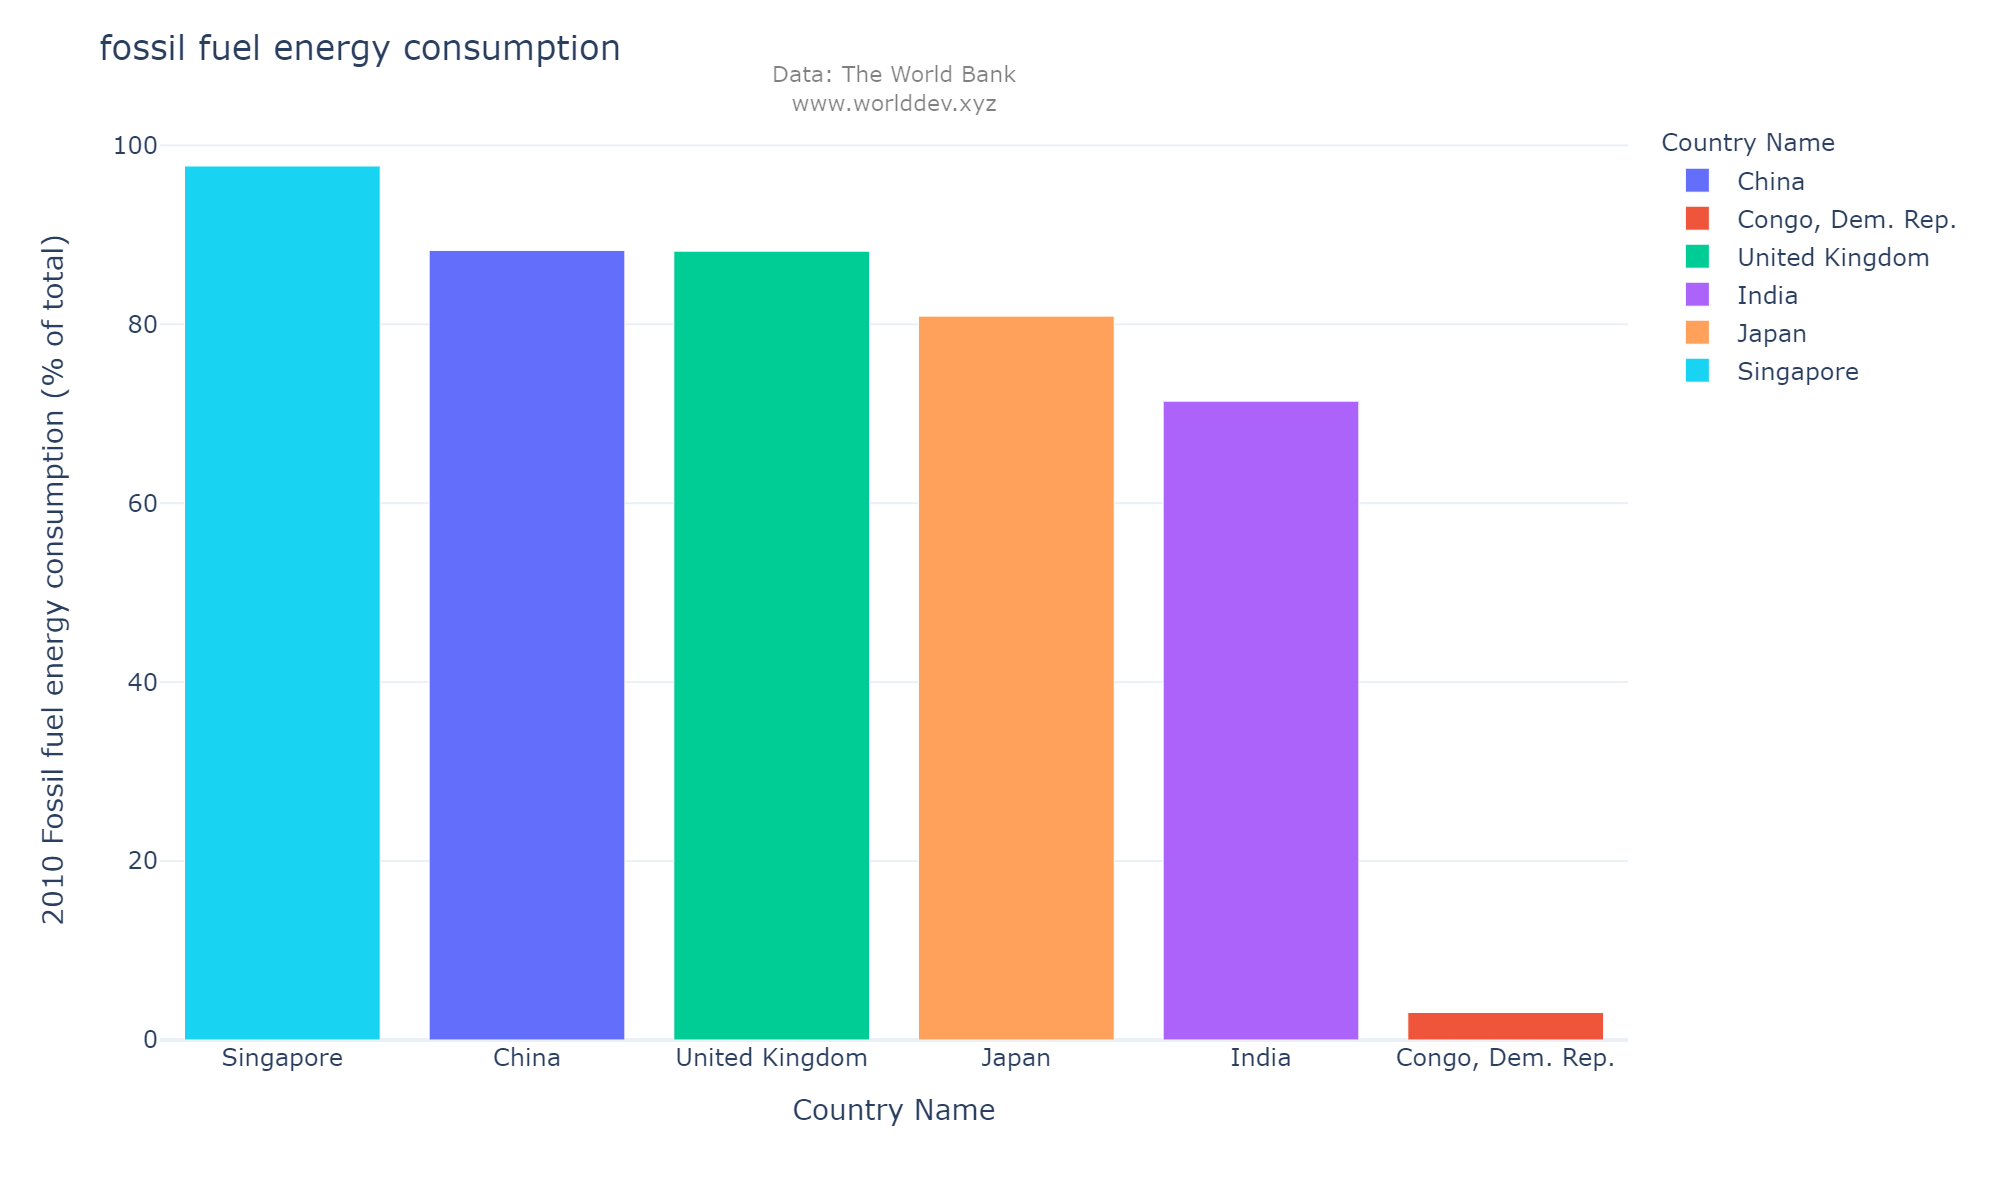 fossil fuel energy consumption
Data: The World Bank
www.worlddev.xyz
2010 Fossil fuel energy consumption (% of total)
100
80
60
40
20
0
Singapore
China
United Kingdom
Japan
India
Congo, Dem. Rep.
Country Name
Country Name
China
Congo, Dem. Rep.
United Kingdom
India
Japan
Singapore